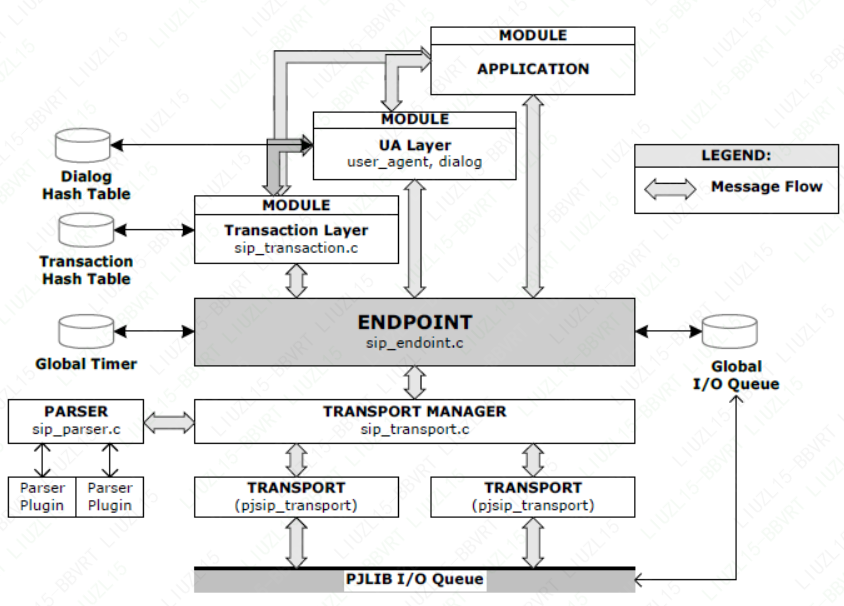 MODULE
APPLICATION
MODULE
UA Layer
user_agent, dialog
LEGEND:
Message Flow
Dialog
Hash Table
MODULE
Transaction Layer
sip_transaction.c
Transaction
Hash Table
ENDPOINT
sip_endoint.c
Global Timer
Global
I/O Queue
PARSER
sip_parser.c
TRANSPORT MANAGER
sip_transport.c
Parser
Plugin
Parser
Plugin
TRANSPORT
(pjsip_transport)
TRANSPORT
(pjsip_transport)
PJLIB I/O Queue
LIUZL15-BBVRT